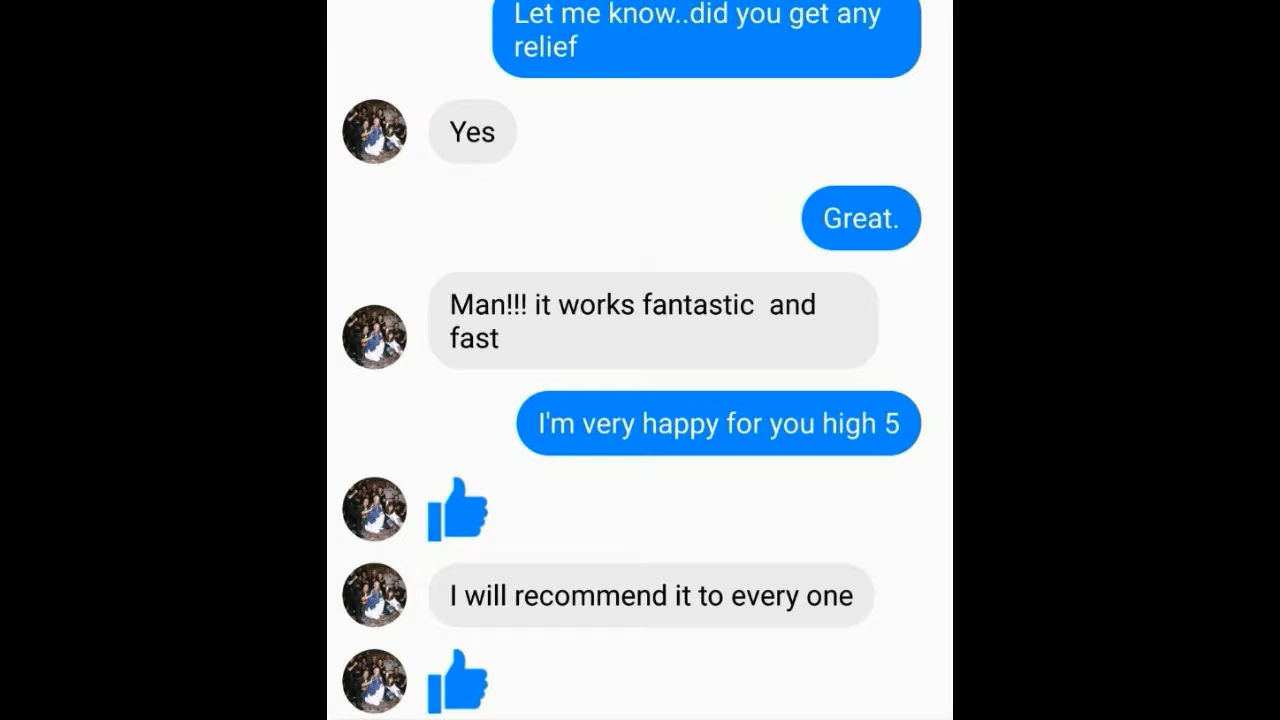 Let me know..did you get any
relief
Yes
Great.
Man!!! it works fantastic  and
fast
I'm very happy for you high 5
I will recommend it to every one